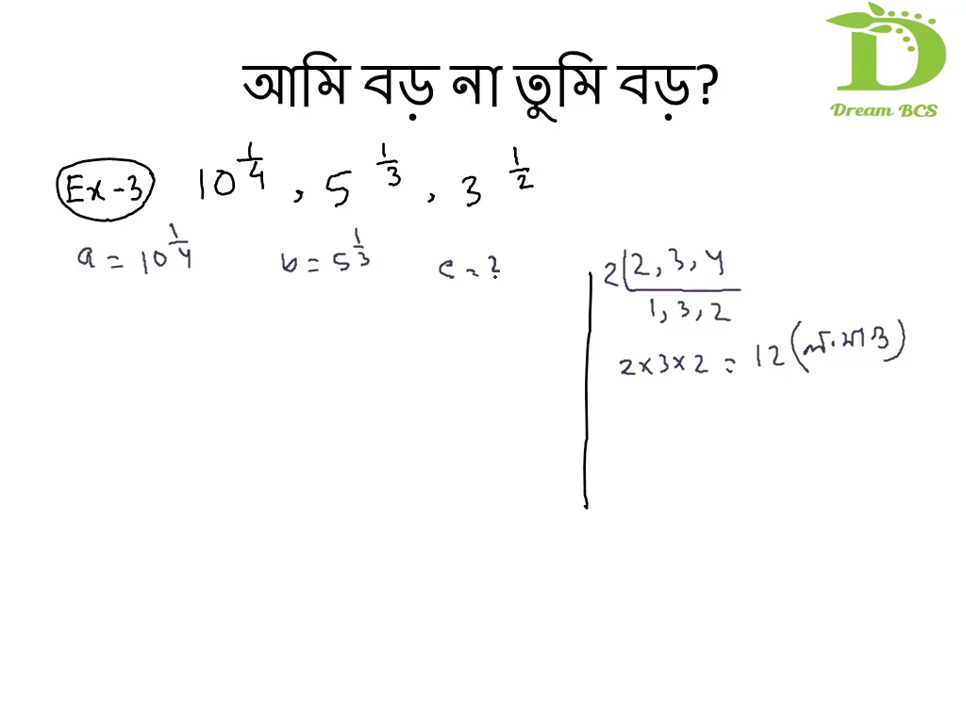 আমি বড় না তুমি বড়?
Dream BCS
Ex-3 10^{1/4}, 5^{1/3}, 3^{1/2}
a = 10^{1/4} b = 5^{1/3} c = ?
2 2, 3, 4
1, 3, 2
2 × 3 × 2 = 12 (ল.সা.গু)